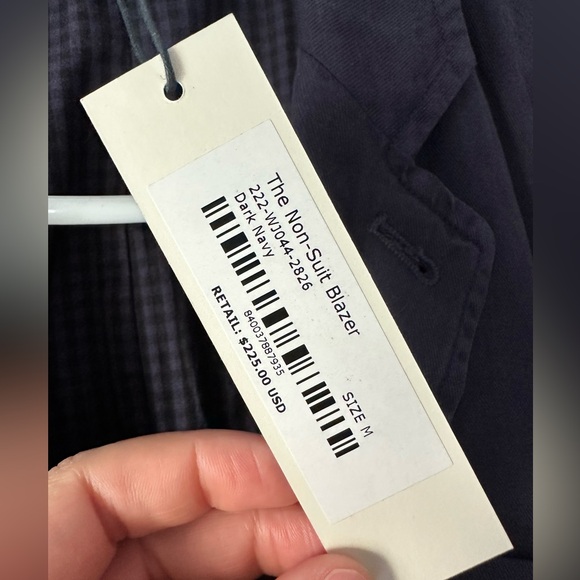 The Non-Suit Blazer
222-WJ044-2826
Dark Navy
SIZE M
840037887935
RETAIL: $225.00 USD